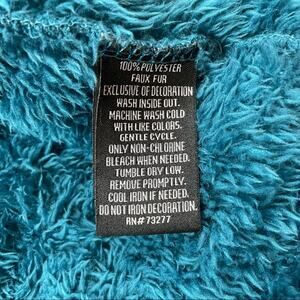 100% POLYESTER
FAUX FUR
EXCLUSIVE OF DECORATION
WASH INSIDE OUT.
MACHINE WASH COLD
WITH LIKE COLORS.
GENTLE CYCLE.
ONLY NON-CHLORINE
BLEACH WHEN NEEDED.
TUMBLE DRY LOW.
REMOVE PROMPTLY.
COOL IRON IF NEEDED.
DO NOT IRON DECORATION.
RN# 73277